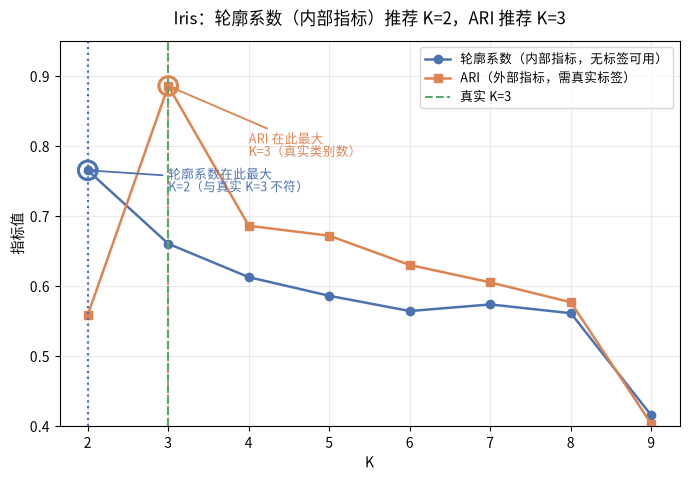 Iris：轮廓系数（内部指标）推荐 K=2，ARI 推荐 K=3
轮廓系数（内部指标，无标签可用）
ARI（外部指标，需真实标签）
真实 K=3
ARI 在此最大
K=3（真实类别数）
轮廓系数在此最大
K=2（与真实 K=3 不符）
指标值
0.9
0.8
0.7
0.6
0.5
0.4
2 3 4 5 6 7 8 9
K